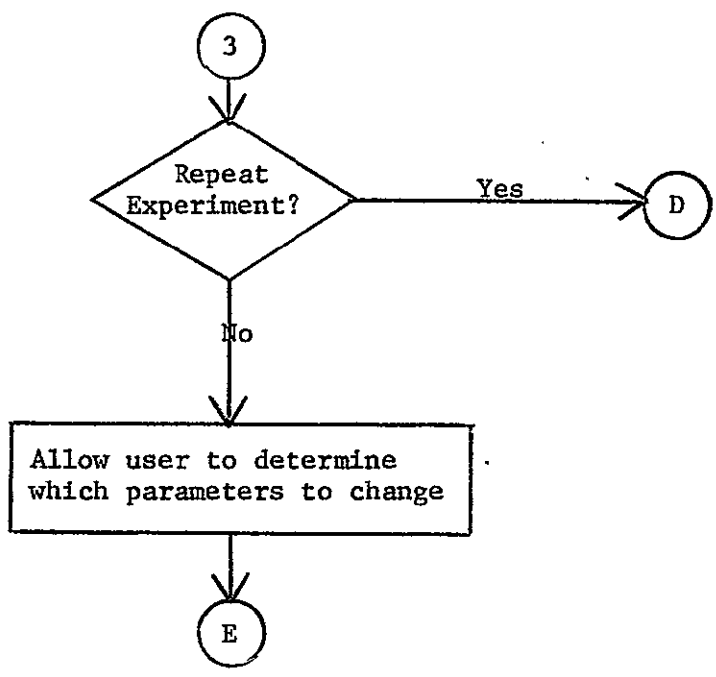 3
Repeat
Experiment?
Yes
D
No
Allow user to determine
which parameters to change
E